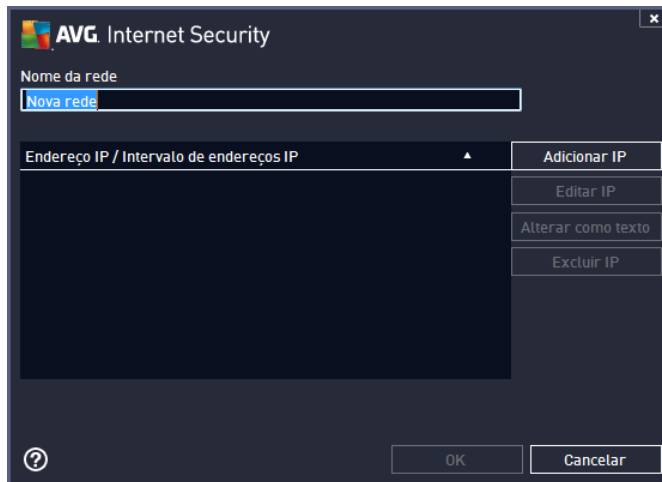 AVG. Internet Security
Nome da rede
Nova rede
Endereço IP / Intervalo de endereços IP
Adicionar IP
Editar IP
Alterar como texto
Excluir IP
OK
Cancelar